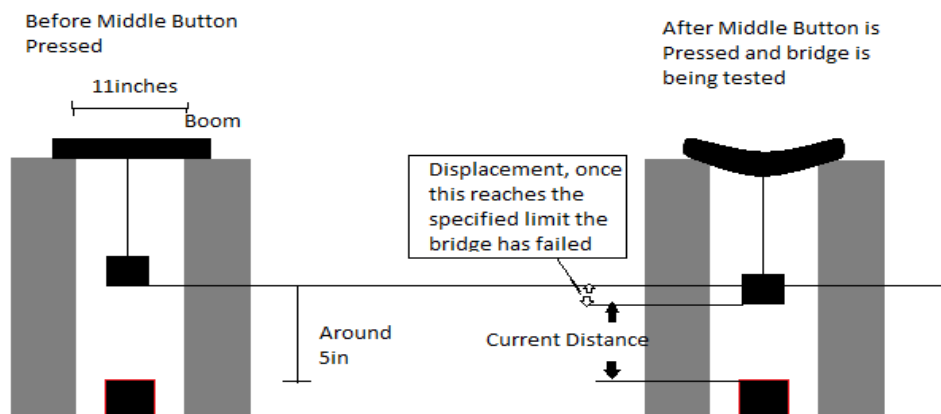 Before Middle Button
Pressed
11inches
Boom
Around
5in
After Middle Button is
Pressed and bridge is
being tested
Displacement, once
this reaches the
specified limit the
bridge has failed
Current Distance